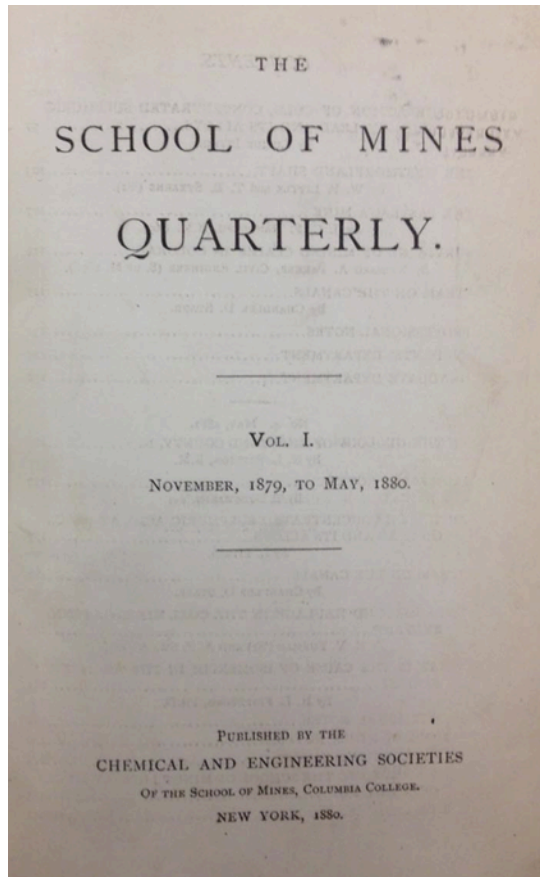 THE
SCHOOL OF MINES
QUARTERLY.
VOL. I.
NOVEMBER, 1879, TO MAY, 1880.
PUBLISHED BY THE
CHEMICAL AND ENGINEERING SOCIETIES
OF THE SCHOOL OF MINES, COLUMBIA COLLEGE.
NEW YORK, 1880.